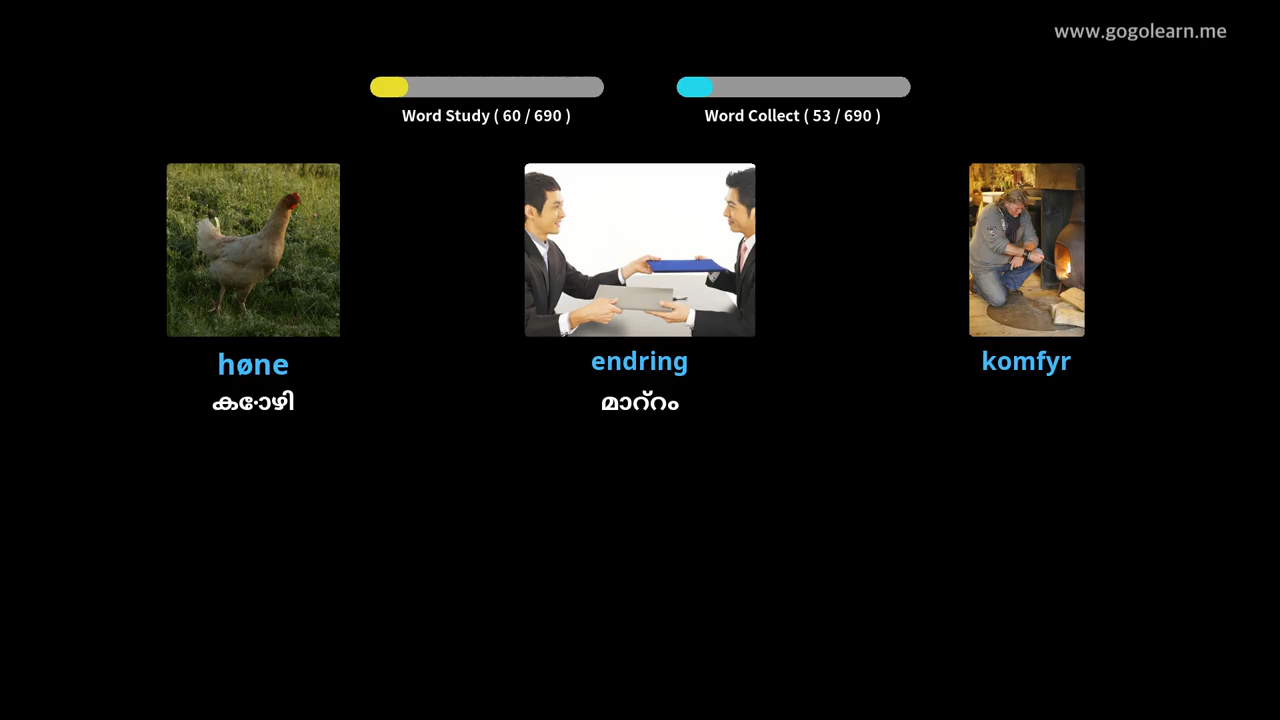 www.gogolearn.me
Word Study ( 60 / 690 )
Word Collect ( 53 / 690 )
høne
endring
komfyr
കോഴി
മാറ്റം